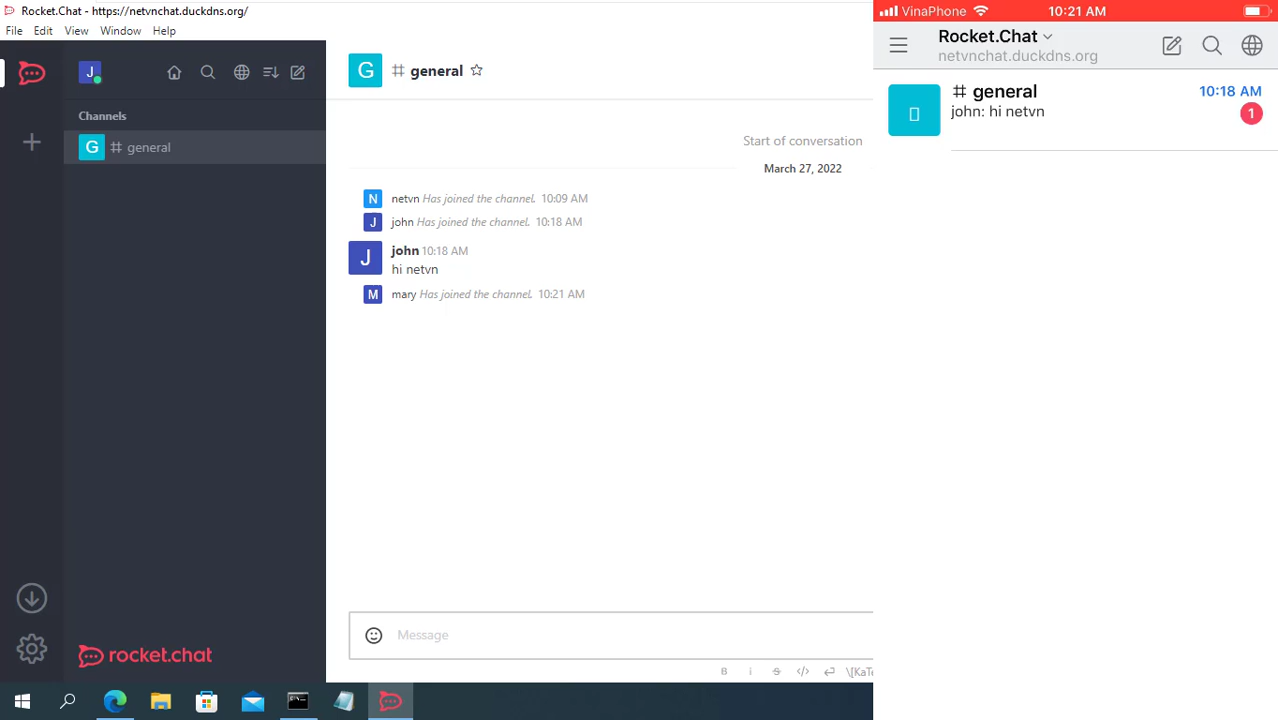 Rocket.Chat - https://netvnchat.duckdns.org/
File Edit View Window Help
J
Channels
G general
rocket.chat
G general
Start of conversation
March 27, 2022
N netvn Has joined the channel. 10:09 AM
J john Has joined the channel. 10:18 AM
J john 10:18 AM
hi netvn
M mary Has joined the channel. 10:21 AM
Message
B i S </> \[KaTe
VinaPhone 10:21 AM
Rocket.Chat
netvnchat.duckdns.org
general 10:18 AM
john: hi netvn 1